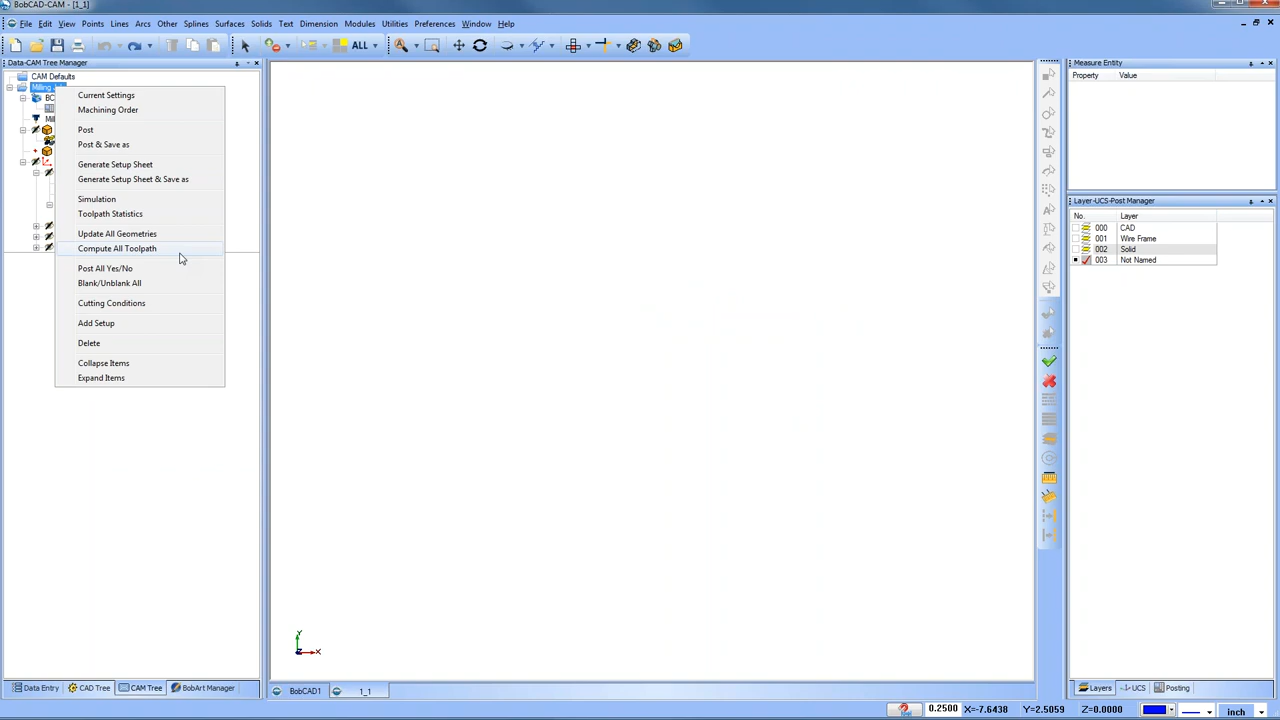 BobCAD-CAM - [1_1]
File Edit View Points Lines Arcs Other Splines Surfaces Solids Text Dimension Modules Utilities Preferences Window Help
ALL
Data-CAM Tree Manager
CAM Defaults
Milling
BC
Mil
Current Settings
Machining Order
Post
Post & Save as
Generate Setup Sheet
Generate Setup Sheet & Save as
Simulation
Toolpath Statistics
Update All Geometries
Compute All Toolpath
Post All Yes/No
Blank/Unblank All
Cutting Conditions
Add Setup
Delete
Collapse Items
Expand Items
Y
Z X
Measure Entity
Property Value
Layer-UCS-Post Manager
No. Layer
000 CAD
001 Wire Frame
002 Solid
003 Not Named
Data Entry CAD Tree CAM Tree BobArt Manager
BobCAD1 1_1
Layers UCS Posting
0.2500 X=-7.6438 Y=2.5059 Z=0.0000 inch